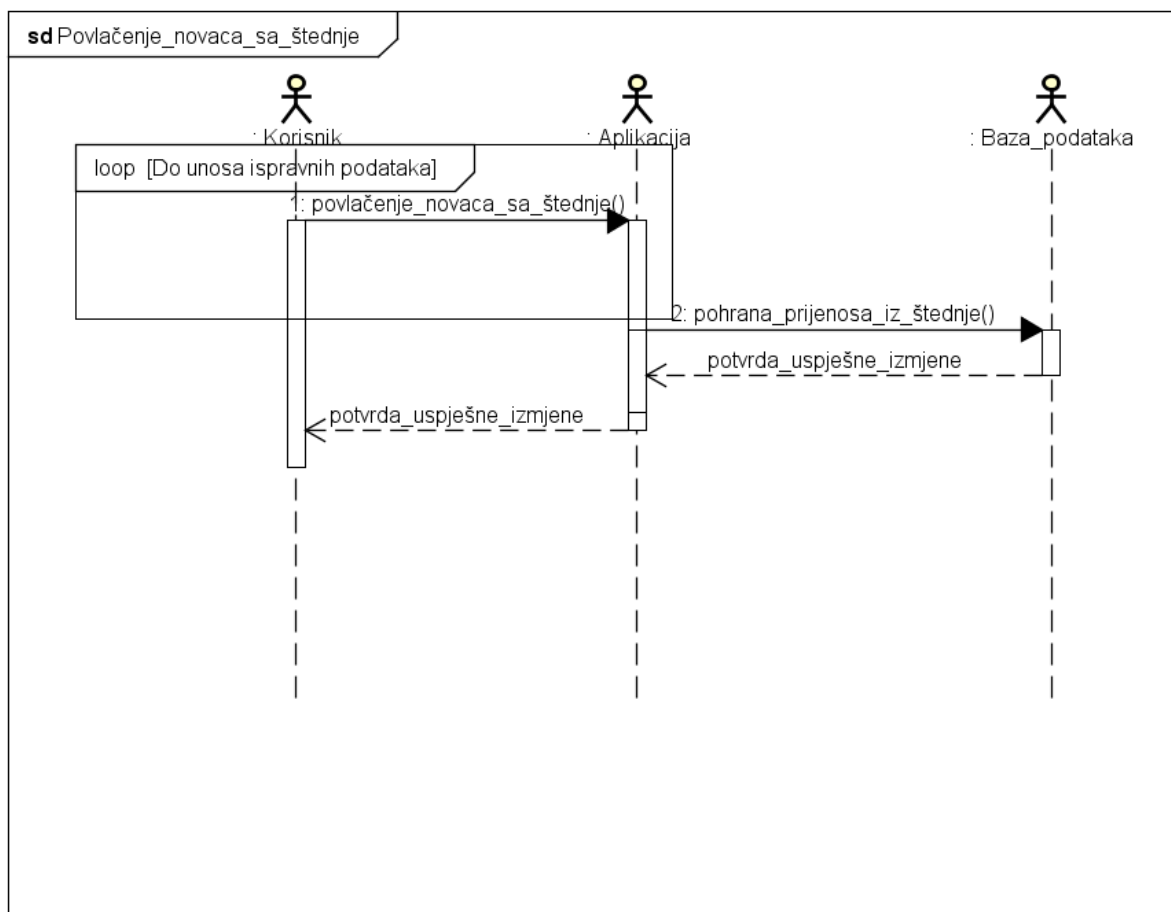 sd Povlačenje_novaca_sa_štednje
: Korisnik
: Aplikacija
: Baza_podataka
loop [Do unosa ispravnih podataka]
1: povlačenje_novaca_sa_štednje()
2: pohrana_prijenosa_iz_štednje()
potvrda_uspješne_izmjene
potvrda_uspješne_izmjene